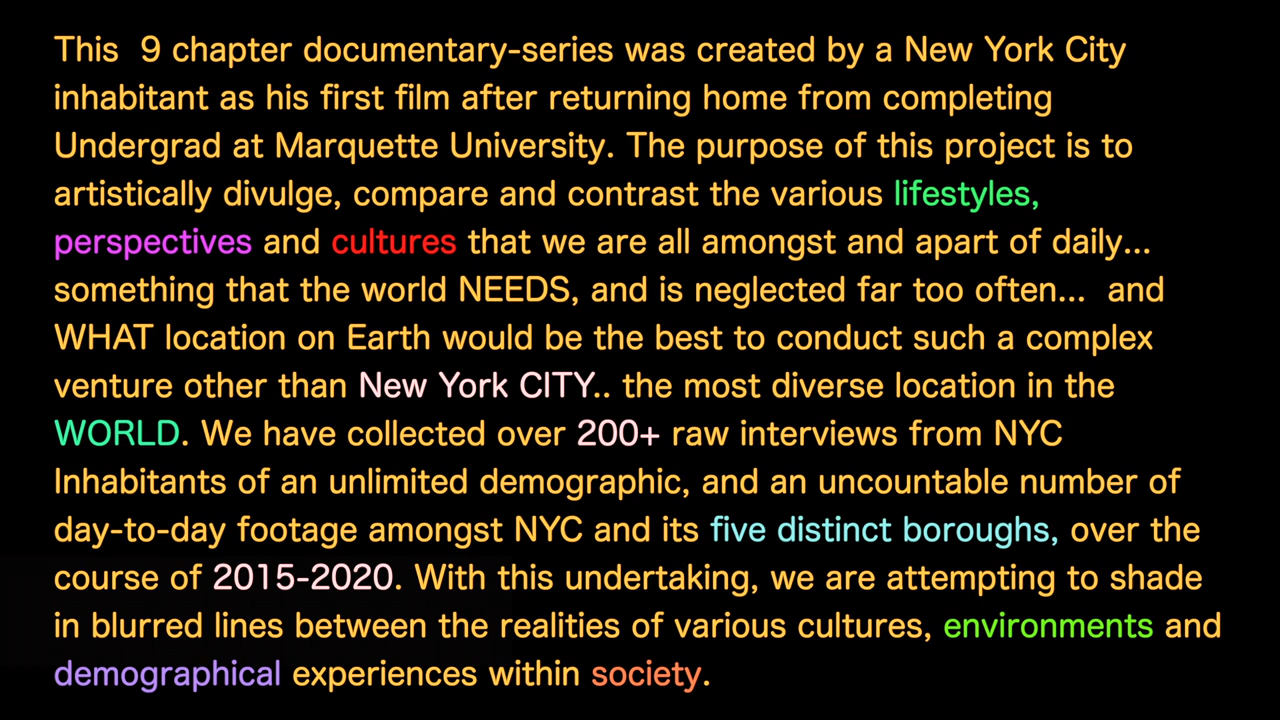 This  9 chapter documentary-series was created by a New York City
inhabitant as his first film after returning home from completing
Undergrad at Marquette University. The purpose of this project is to
artistically divulge, compare and contrast the various lifestyles,
perspectives and cultures that we are all amongst and apart of daily...
something that the world NEEDS, and is neglected far too often...  and
WHAT location on Earth would be the best to conduct such a complex
venture other than New York CITY.. the most diverse location in the
WORLD. We have collected over 200+ raw interviews from NYC
Inhabitants of an unlimited demographic, and an uncountable number of
day-to-day footage amongst NYC and its five distinct boroughs, over the
course of 2015-2020. With this undertaking, we are attempting to shade
in blurred lines between the realities of various cultures, environments and
demographical experiences within society.